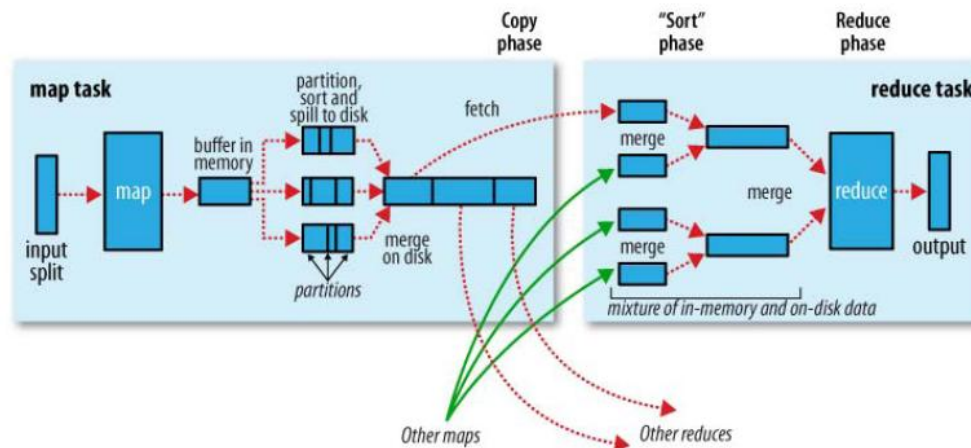 Copy
phase
“Sort”
phase
Reduce
phase
map task
partition,
sort and
spill to disk
fetch
reduce task
buffer in
memory
merge
map
merge
reduce
input
split
merge
on disk
merge
output
partitions
mixture of in-memory and on-disk data
Other maps
Other reduces